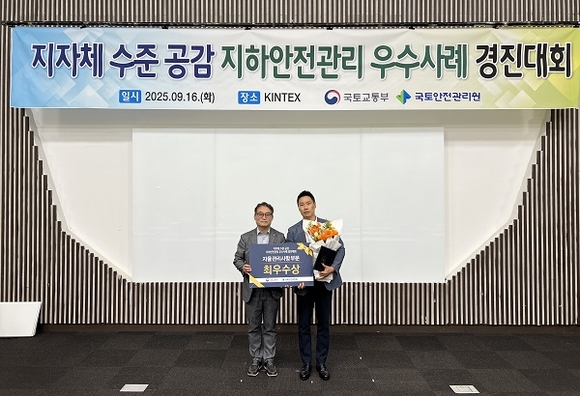 지자체 수준 공감 지하안전관리 우수사례 경진대회
일시 2025.09.16.(화) 장소 KINTEX 국토교통부 국토안전관리원
자율관리사항 부문
최우수상